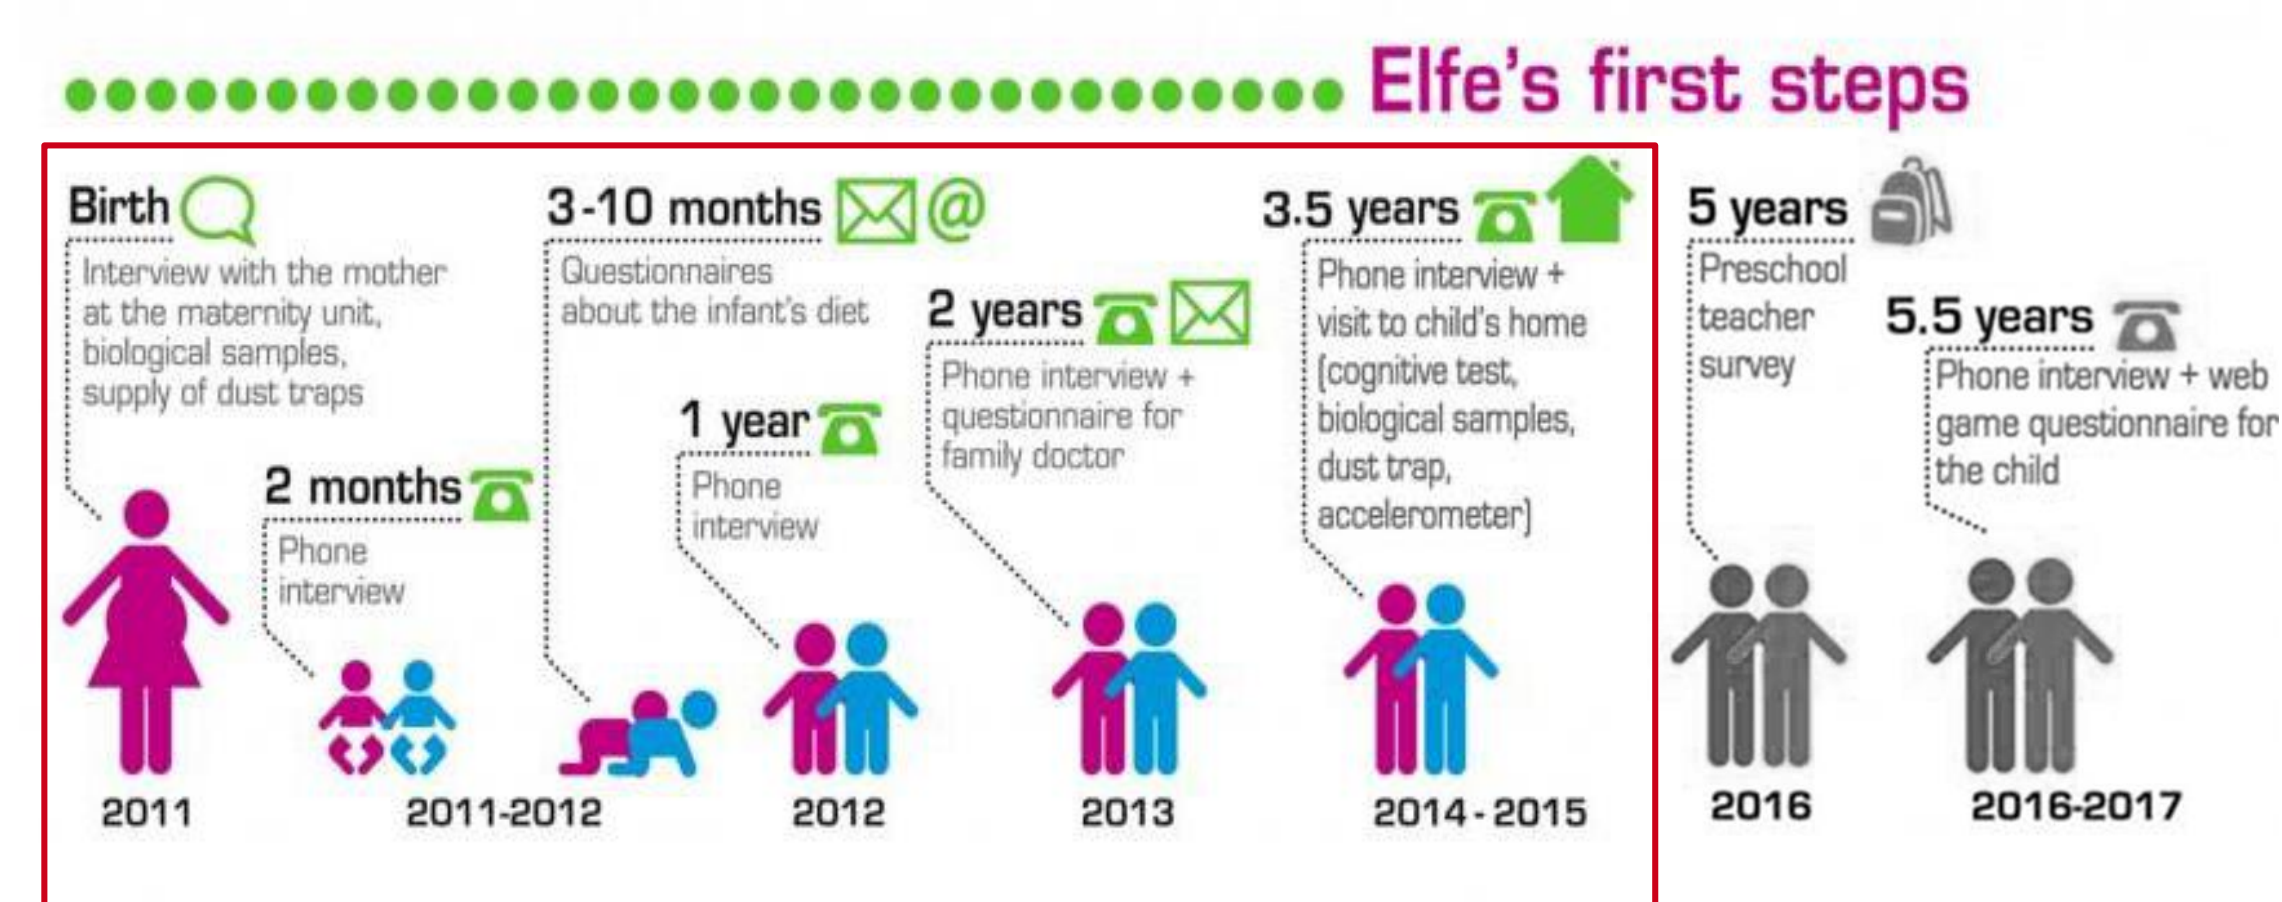 Elfe's first steps
Birth
Interview with the mother
at the maternity unit,
biological samples,
supply of dust traps
2 months
Phone
interview
3-10 months
@
Questionnaires
about the infant's diet
1 year
Phone
interview
2 years
Phone interview +
questionnaire for
family doctor
3.5 years
Phone interview +
visit to child's home
(cognitive test,
biological samples,
dust trap,
accelerometer)
5 years
Preschool
teacher
survey
5.5 years
Phone interview + web
game questionnaire for
the child
2011
2011-2012
2012
2013
2014-2015
2016
2016-2017